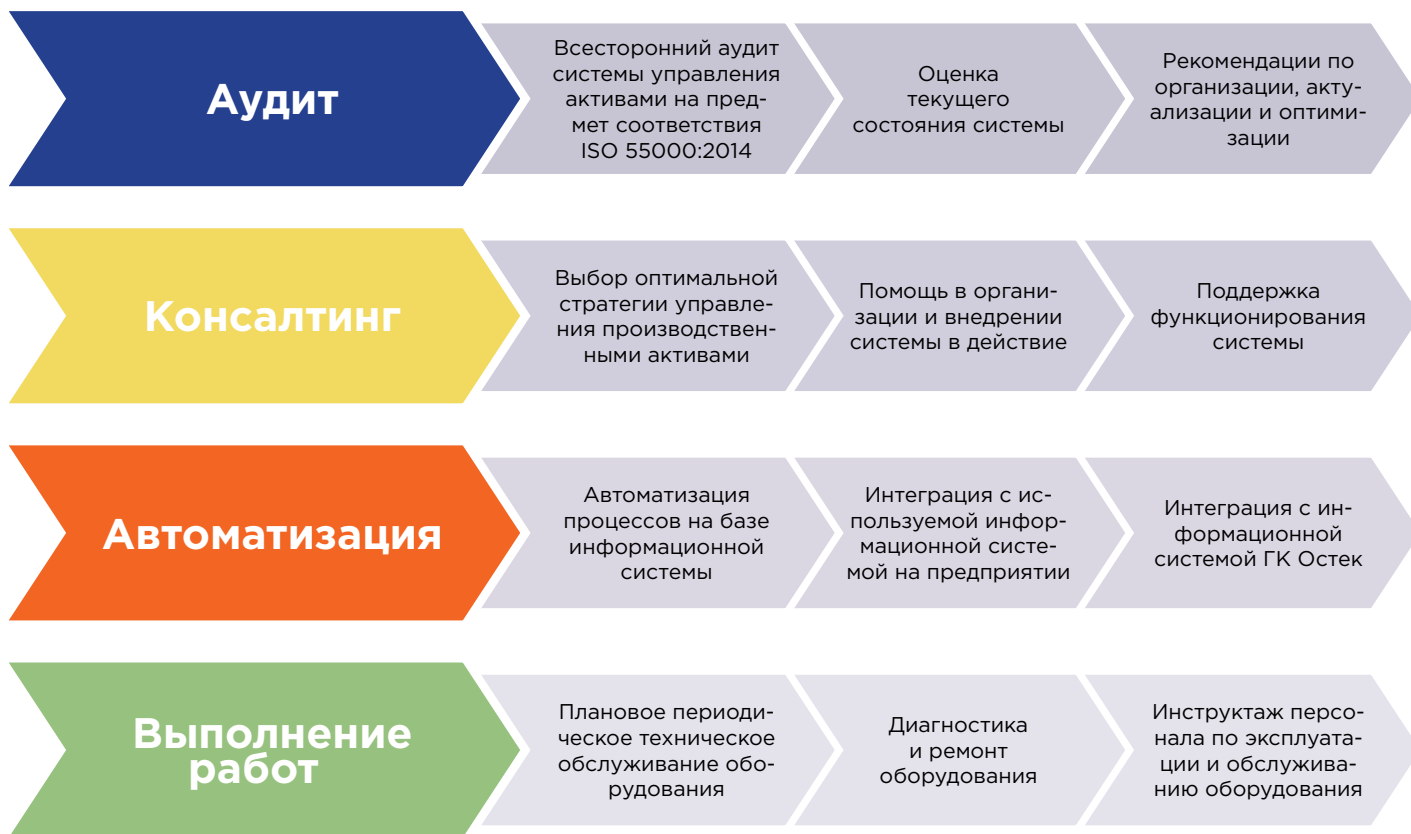 Аудит
Всесторонний аудит
системы управления
активами на пред-
мет соответствия
ISO 55000:2014
Оценка
текущего
состояния системы
Рекомендации по
организации, акту-
ализации и оптими-
зации
Консалтинг
Выбор оптимальной
стратегии управле-
ния производствен-
ными активами
Помощь в органи-
зации и внедрении
системы в действие
Поддержка
функционирования
системы
Автоматизация
Автоматизация
процессов на базе
информационной
системы
Интеграция с ис-
пользуемой инфор-
мационной систе-
мой на предприятии
Интеграция с ин-
формационной
системой ГК Остек
Выполнение
работ
Плановое периоди-
ческое техническое
обслуживание обо-
рудования
Диагностика
и ремонт
оборудования
Инструктаж персо-
нала по эксплуата-
ции и обслужива-
нию оборудования